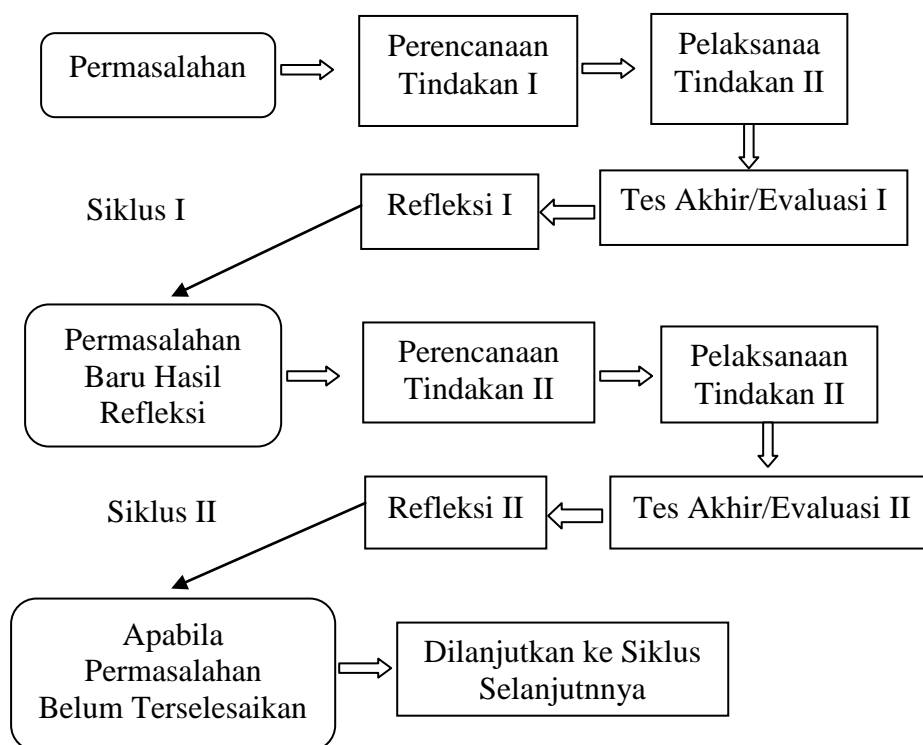 Permasalahan
Perencanaan
Tindakan I
Pelaksanaa
Tindakan II
Siklus I
Refleksi I
Tes Akhir/Evaluasi I
Permasalahan
Baru Hasil
Refleksi
Perencanaan
Tindakan II
Pelaksanaan
Tindakan II
Siklus II
Refleksi II
Tes Akhir/Evaluasi II
Apabila
Permasalahan
Belum Terselesaikan
Dilanjutkan ke Siklus
Selanjutnnya